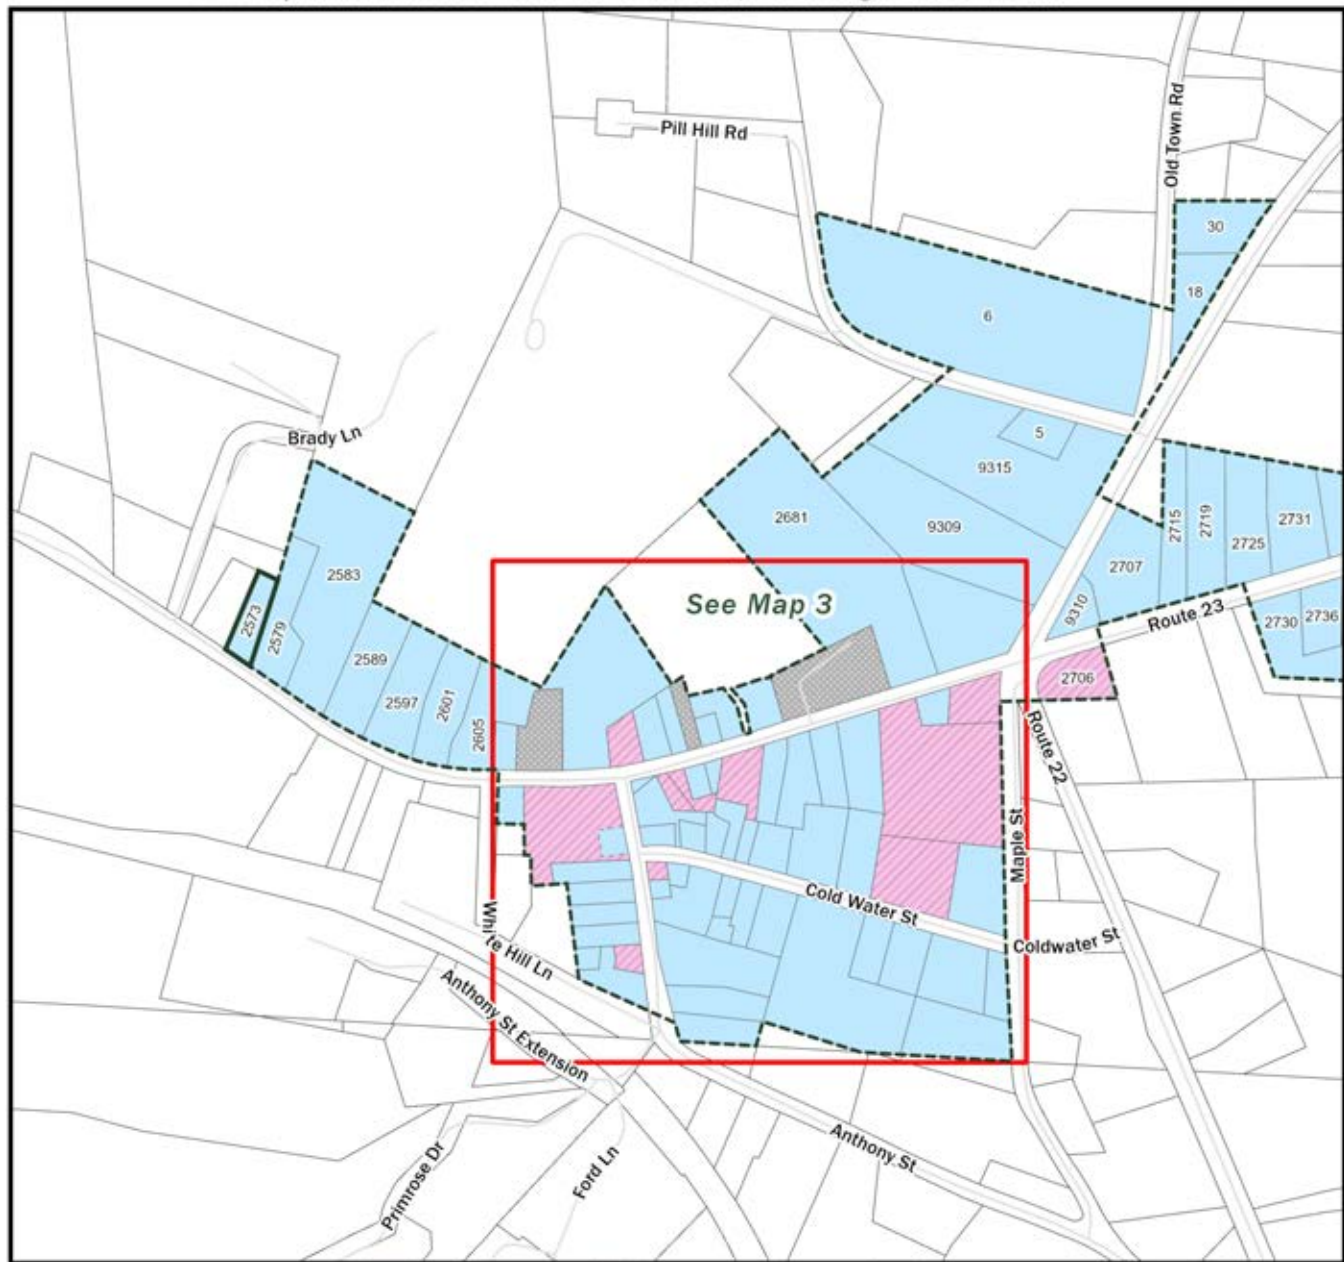 Pill Hill Rd
Old Town Rd
30
18
6
Brady Ln
5
9315
2681
9309
2715
2719
2725
2731
2583
2707
See Map 3
2573
2579
9310
Route 23
2730
2736
2589
2597
2601
2605
2706
Route 22
Maple St
Cold Water St
Coldwater St
White Hill Ln
Anthony St Extension
Anthony St
Primrose Dr
Ford Ln